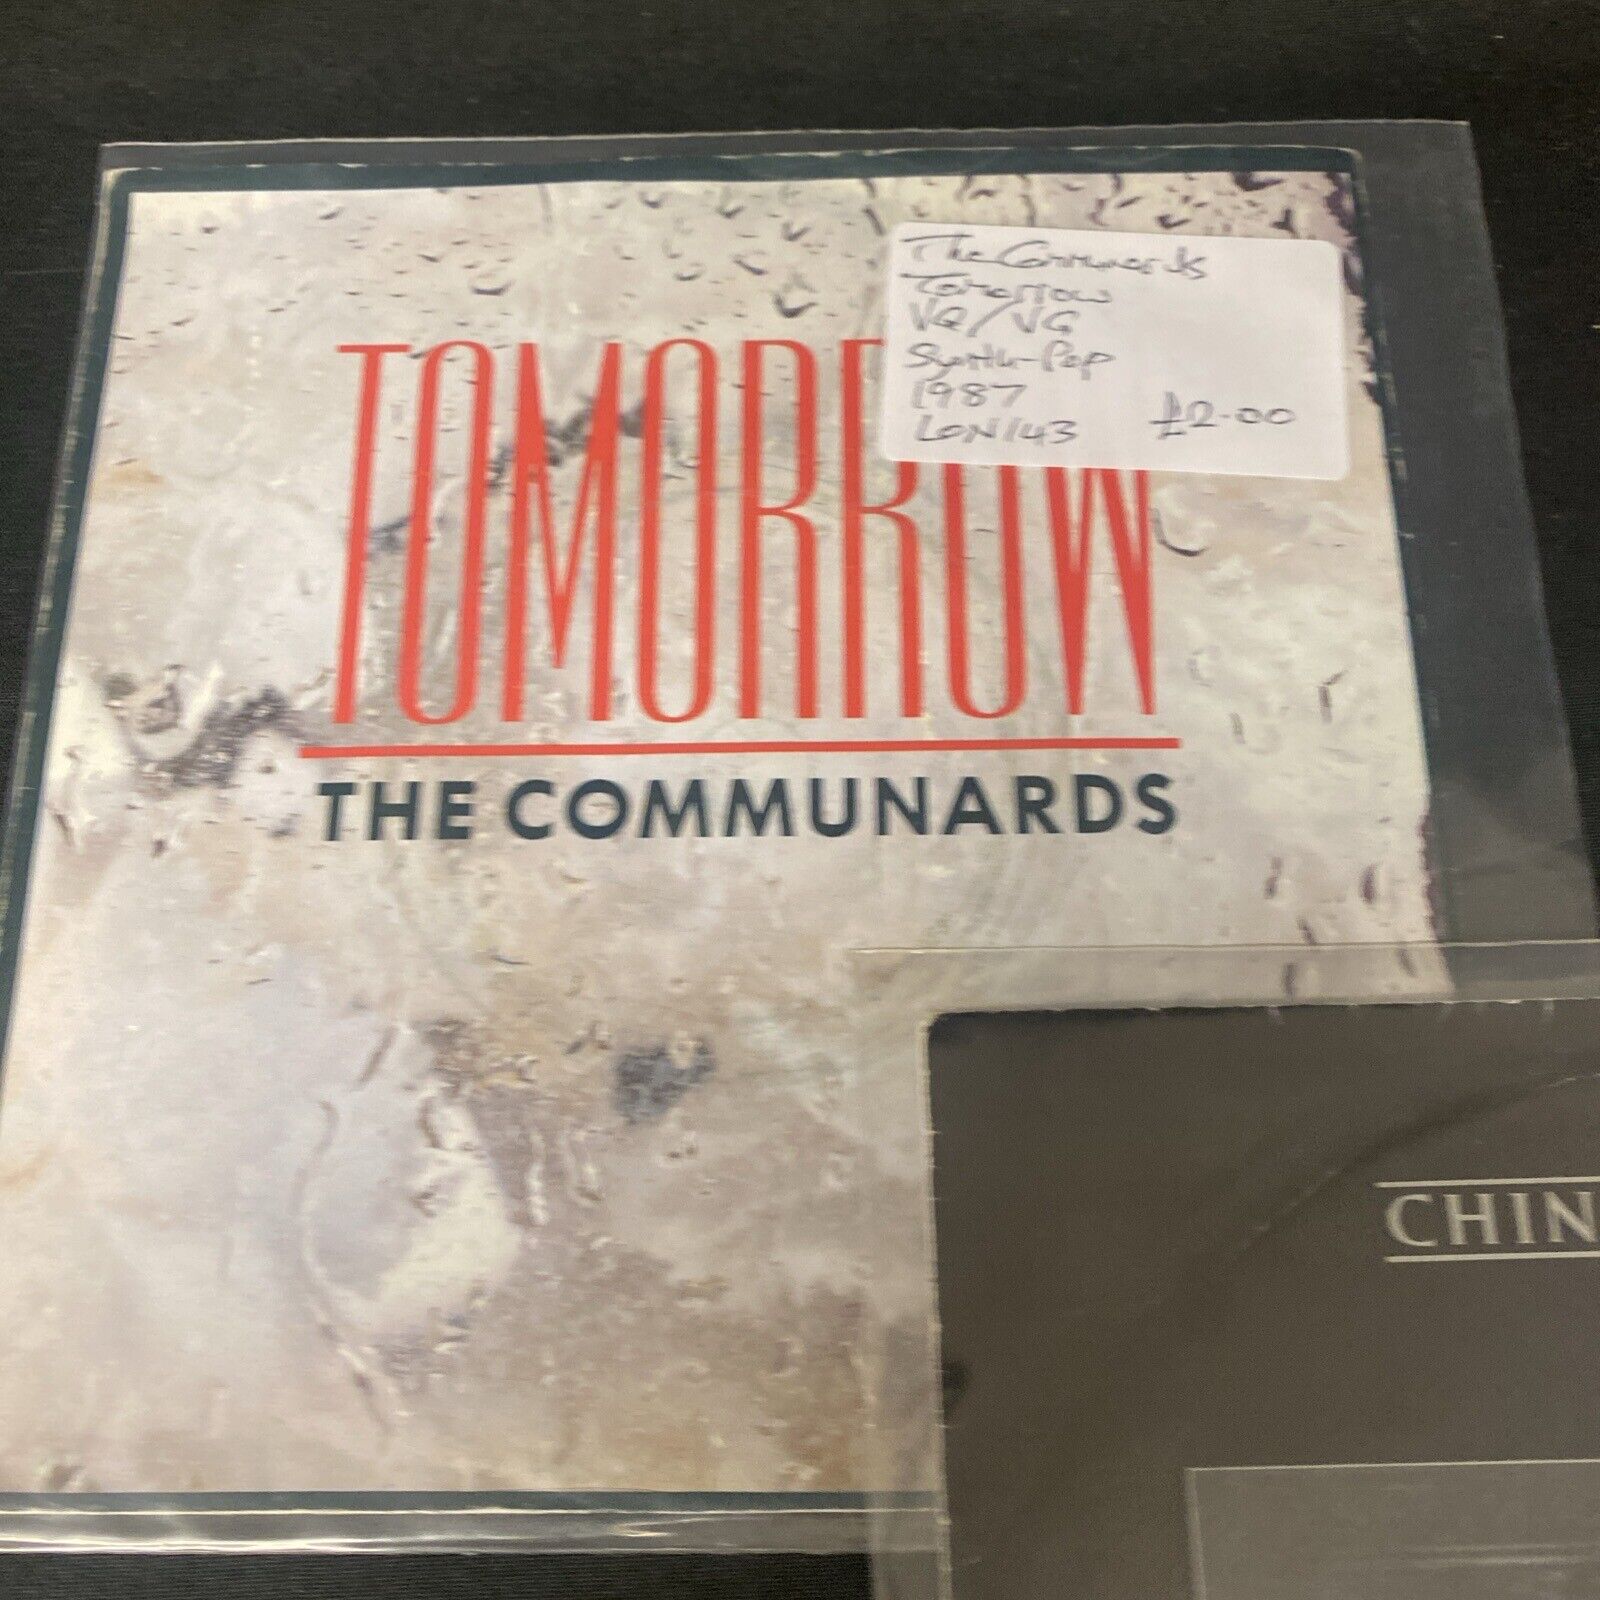 The Communards
Tomorrow
VG/VG
Synth-Pop
1987
LON143 £2.00
TOMORROW
THE COMMUNARDS
CHIN